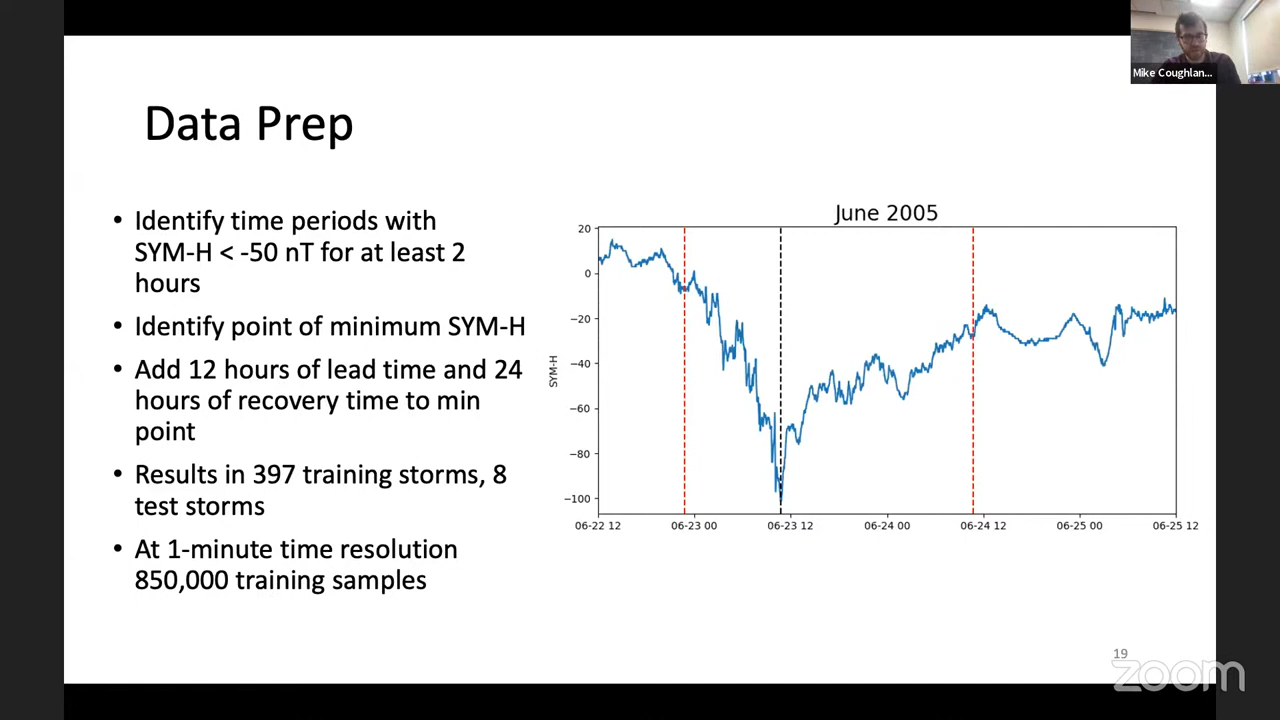 Mike Coughlan...
Data Prep
• Identify time periods with
SYM-H < -50 nT for at least 2
hours
• Identify point of minimum SYM-H
• Add 12 hours of lead time and 24
hours of recovery time to min
point
• Results in 397 training storms, 8
test storms
• At 1-minute time resolution
850,000 training samples
June 2005
20
0
−20
−40
−60
−80
−100
SYM-H
06-22 12 06-23 00 06-23 12 06-24 00 06-24 12 06-25 00 06-25 12
19
zoom